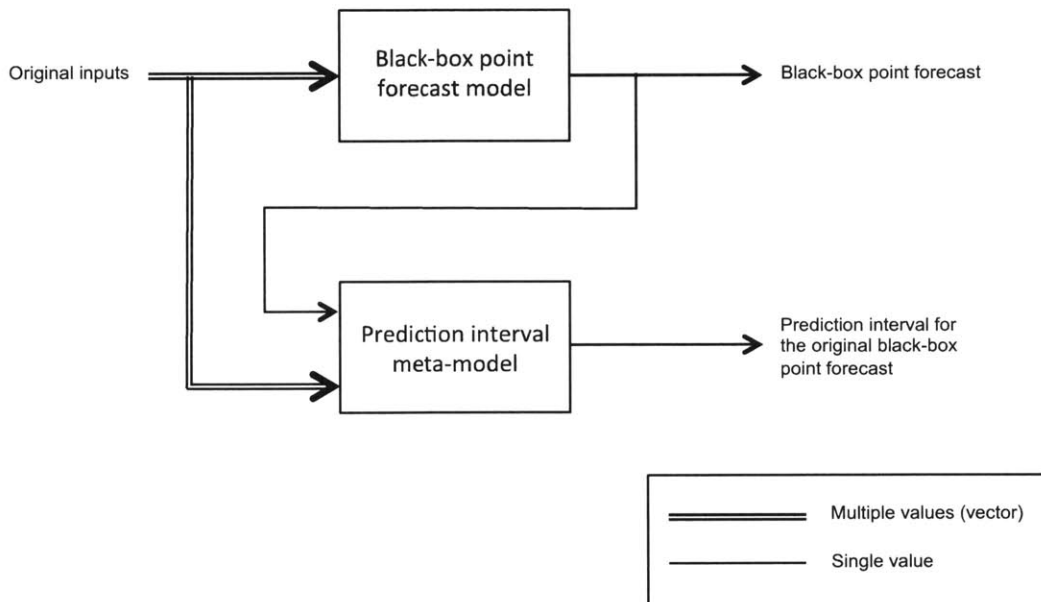 Original inputs
Black-box point
forecast model
Black-box point forecast
Prediction interval
meta-model
Prediction interval for
the original black-box
point forecast
Multiple values (vector)
Single value